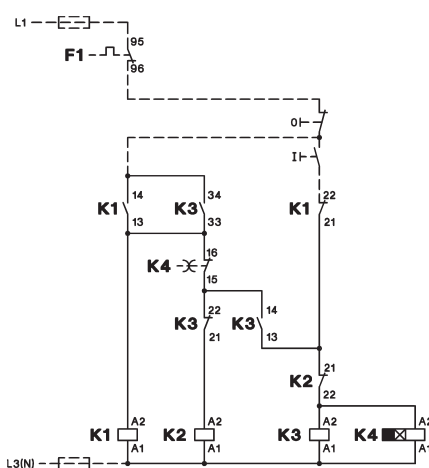 L1
95
F1
96
O
I
14 34 22
K1 K3 K1
13 33 21
16
K4
15
22 14
K3 K3
21 13
21
K2
22
A2 A2 A2 A2
K1 K2 K3 K4
A1 A1 A1 A1
L3(N)